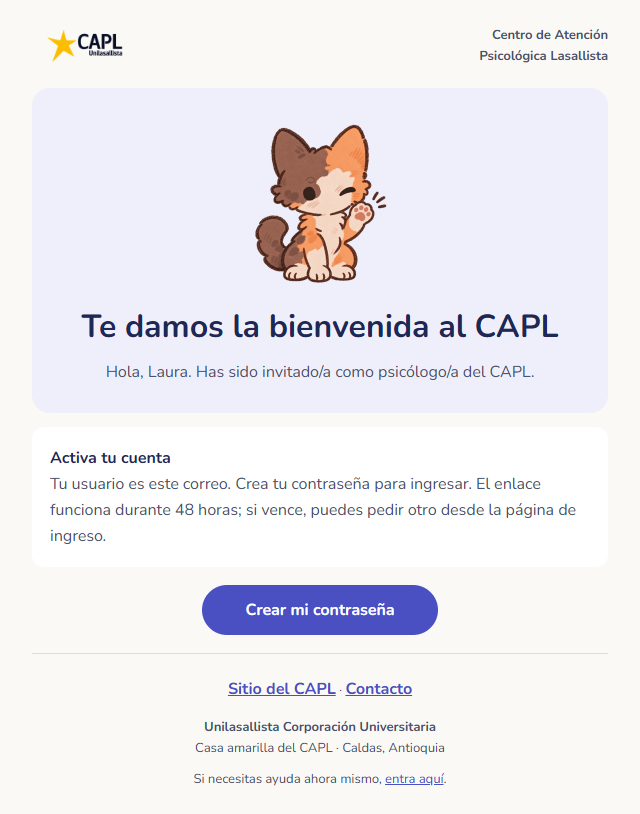 CAPL
Unilasallista
Centro de Atención
Psicológica Lasallista
Te damos la bienvenida al CAPL
Hola, Laura. Has sido invitado/a como psicólogo/a del CAPL.
Activa tu cuenta
Tu usuario es este correo. Crea tu contraseña para ingresar. El enlace
funciona durante 48 horas; si vence, puedes pedir otro desde la página de
ingreso.
Crear mi contraseña
Sitio del CAPL · Contacto
Unilasallista Corporación Universitaria
Casa amarilla del CAPL · Caldas, Antioquia
Si necesitas ayuda ahora mismo, entra aquí.